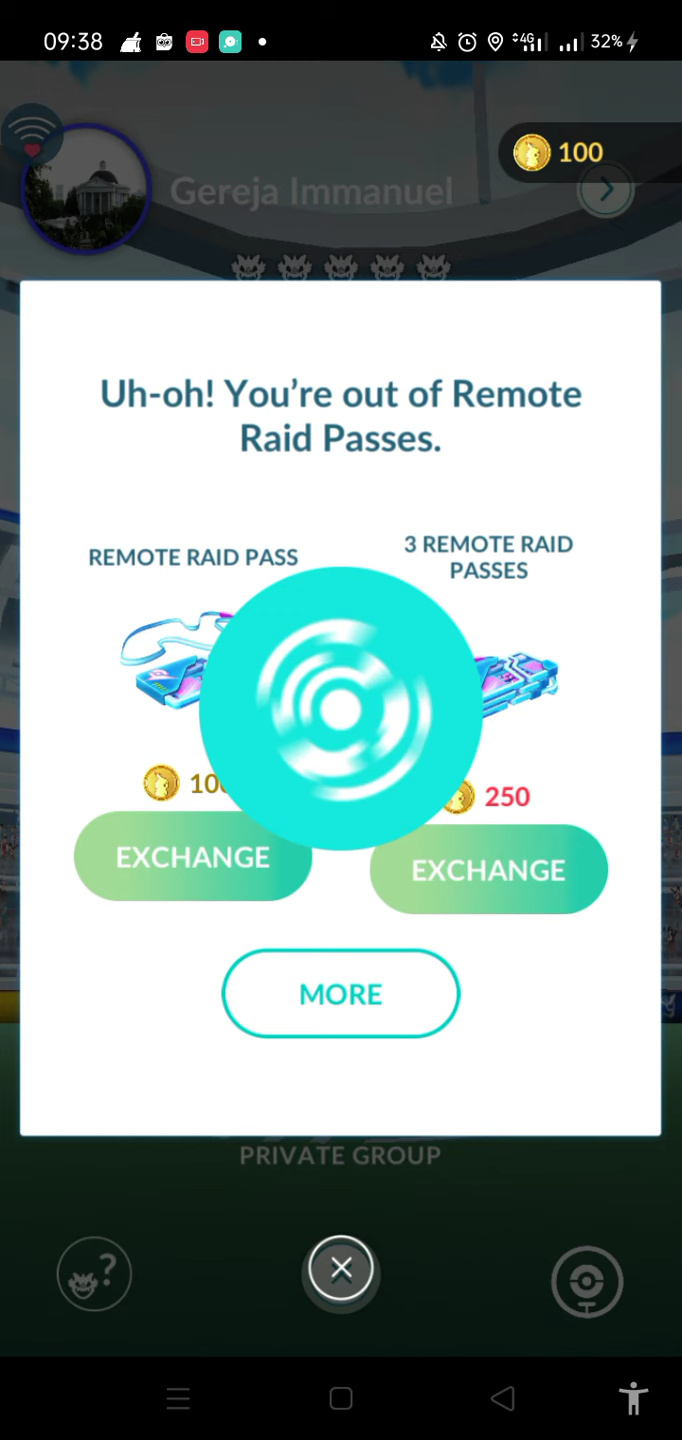 09:38
4G
32%
100
Gereja Immanuel
Uh-oh! You're out of Remote
Raid Passes.
REMOTE RAID PASS
3 REMOTE RAID
PASSES
250
EXCHANGE
EXCHANGE
MORE
PRIVATE GROUP
?